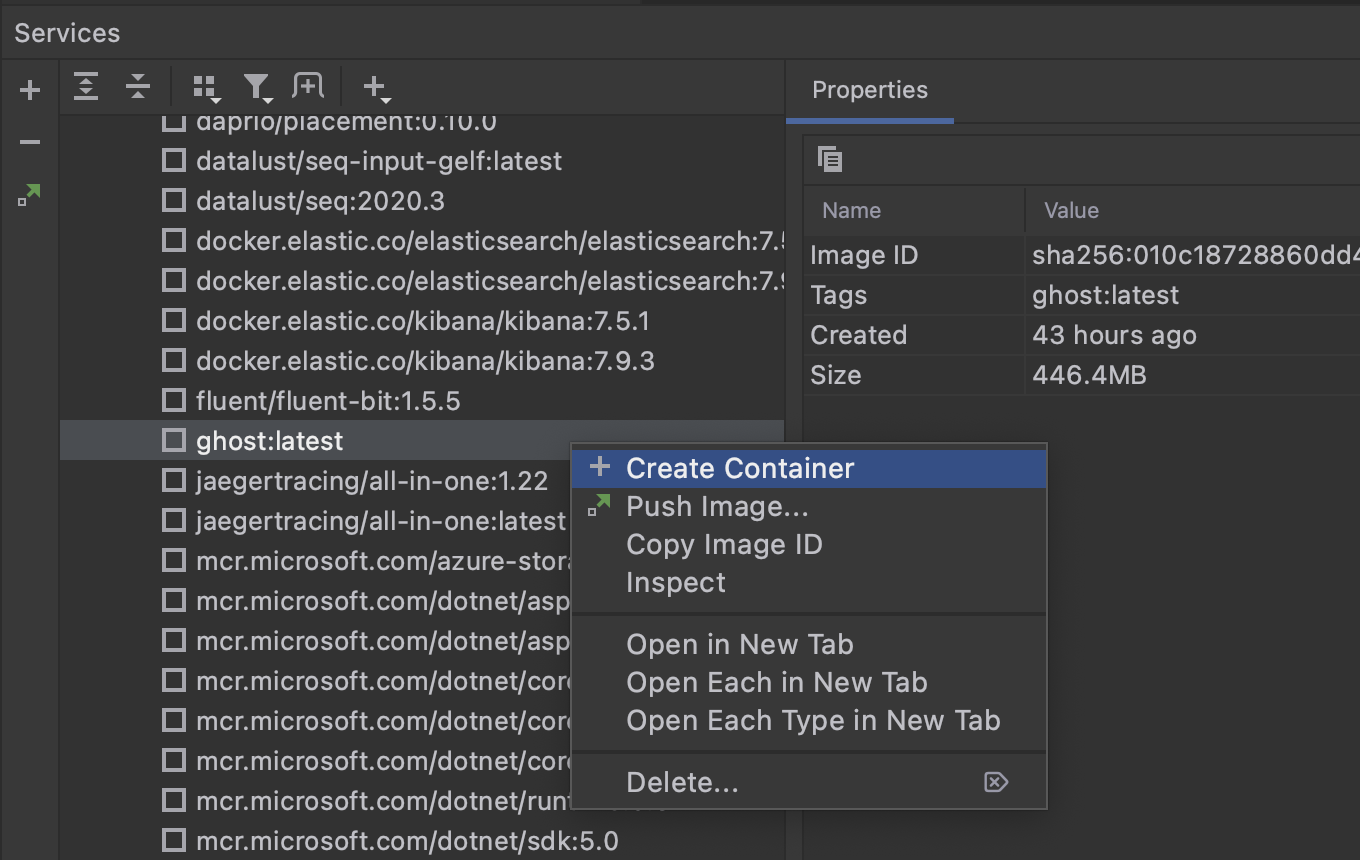 Services
daprio/placement:0.10.0
datalust/seq-input-gelf:latest
datalust/seq:2020.3
docker.elastic.co/elasticsearch/elasticsearch:7.5
docker.elastic.co/elasticsearch/elasticsearch:7.9
docker.elastic.co/kibana/kibana:7.5.1
docker.elastic.co/kibana/kibana:7.9.3
fluent/fluent-bit:1.5.5
ghost:latest
jaegertracing/all-in-one:1.22
jaegertracing/all-in-one:latest
mcr.microsoft.com/azure-stora
mcr.microsoft.com/dotnet/asp
mcr.microsoft.com/dotnet/asp
mcr.microsoft.com/dotnet/core
mcr.microsoft.com/dotnet/core
mcr.microsoft.com/dotnet/core
mcr.microsoft.com/dotnet/runt
mcr.microsoft.com/dotnet/sdk:5.0
Create Container
Push Image...
Copy Image ID
Inspect
Open in New Tab
Open Each in New Tab
Open Each Type in New Tab
Delete...
Properties
Name Value
Image ID sha256:010c18728860dd4
Tags ghost:latest
Created 43 hours ago
Size 446.4MB